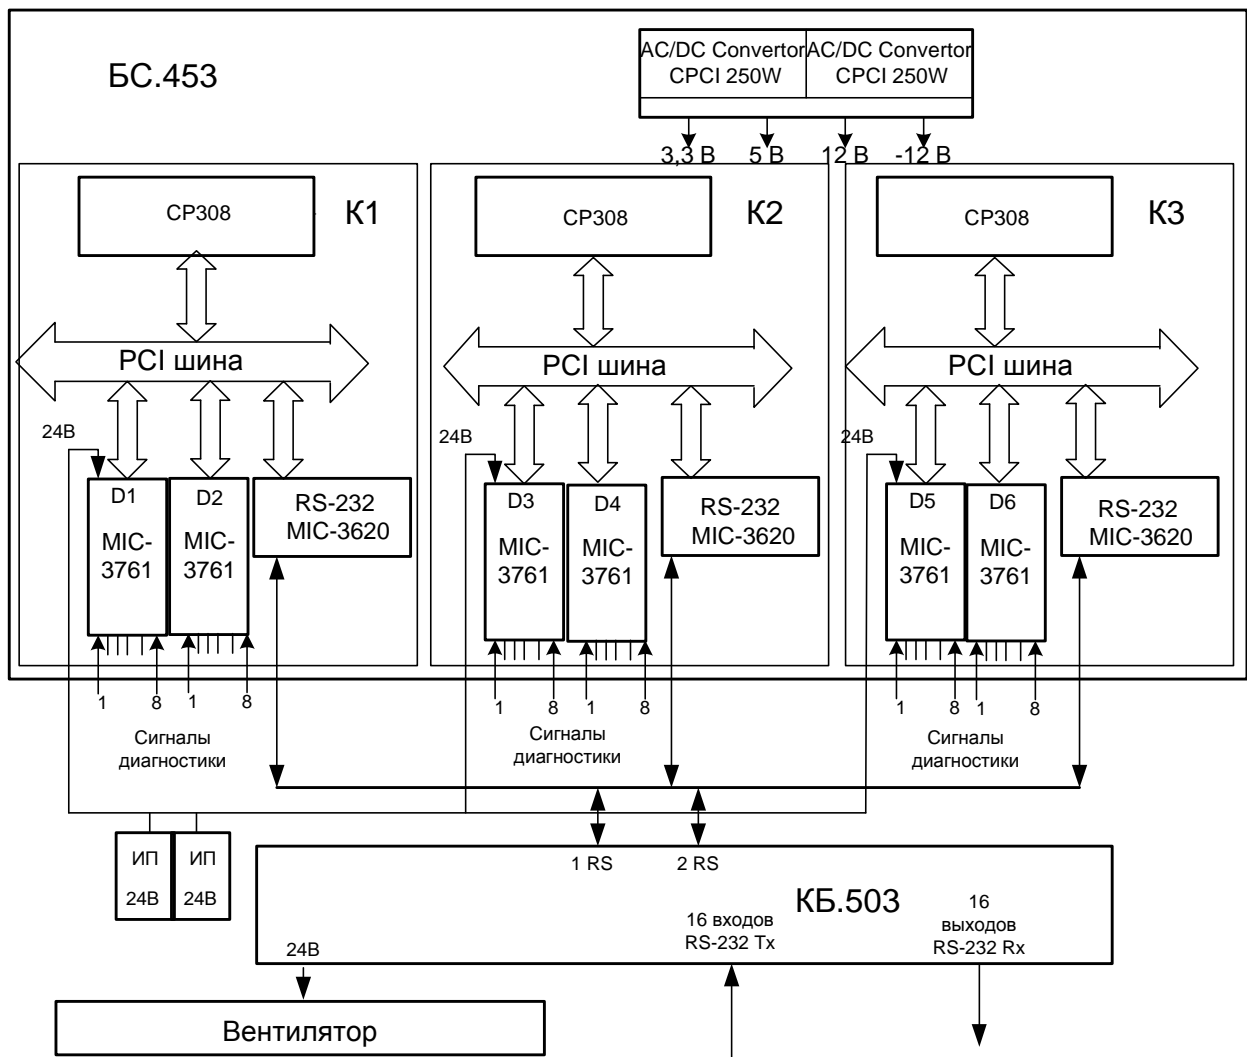 БС.453
AC/DC Convertor
CPCI 250W
AC/DC Convertor
CPCI 250W
3,3 В
5 В
12 В
-12 В
CP308
К1
CP308
К2
CP308
К3
PCI шина
PCI шина
PCI шина
24В
24В
24В
D1
MIC-
3761
D2
MIC-
3761
RS-232
MIC-3620
D3
MIC-
3761
D4
MIC-
3761
RS-232
MIC-3620
D5
MIC-
3761
D6
MIC-
3761
RS-232
MIC-3620
1
8
1
8
1
8
1
8
1
8
1
8
Сигналы
диагностики
Сигналы
диагностики
Сигналы
диагностики
ИП
24В
ИП
24В
1 RS
2 RS
КБ.503
16 входов
RS-232 Tx
16
выходов
RS-232 Rx
24В
Вентилятор